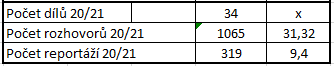 Počet dílů 20/21 34 x
Počet rozhovorů 20/21 1065 31,32
Počet reportáží 20/21 319 9,4